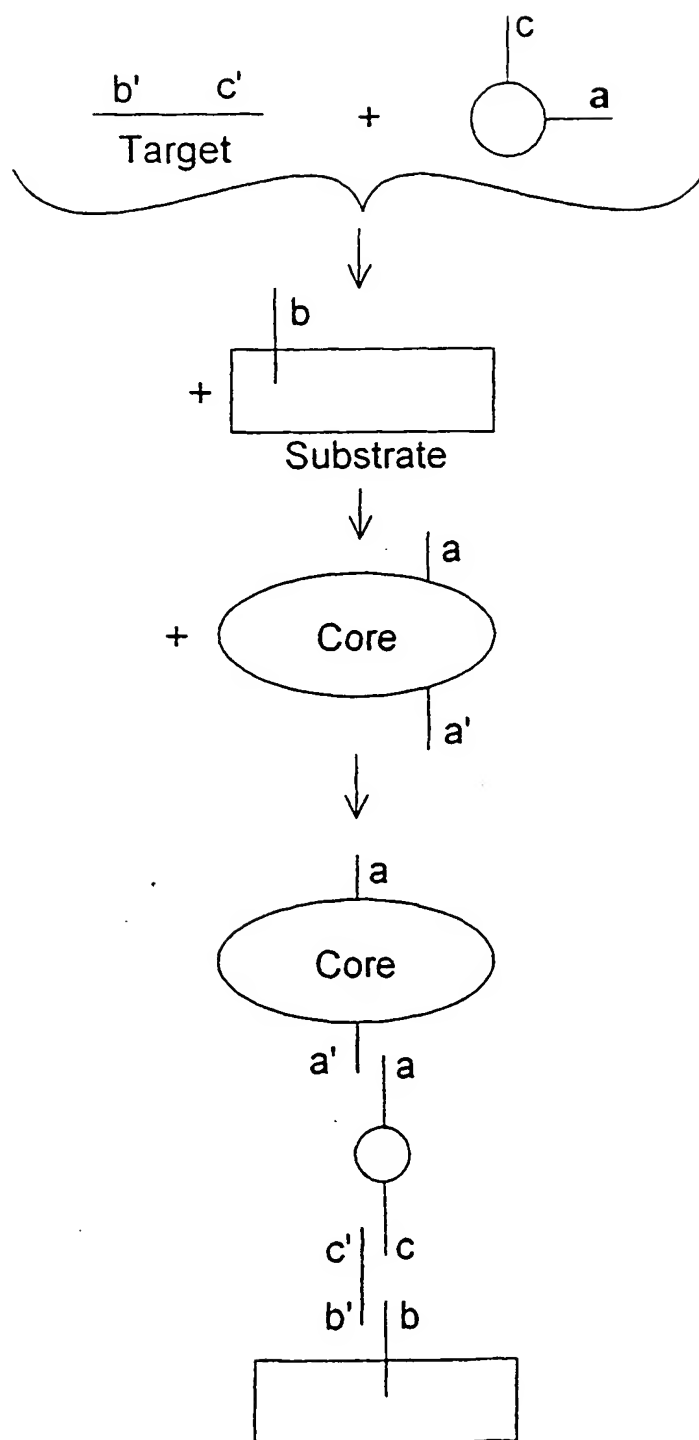 c
b' c' + a
Target
b
+
Substrate
a
+ Core
a'
a
Core
a' a
c' c
b' b